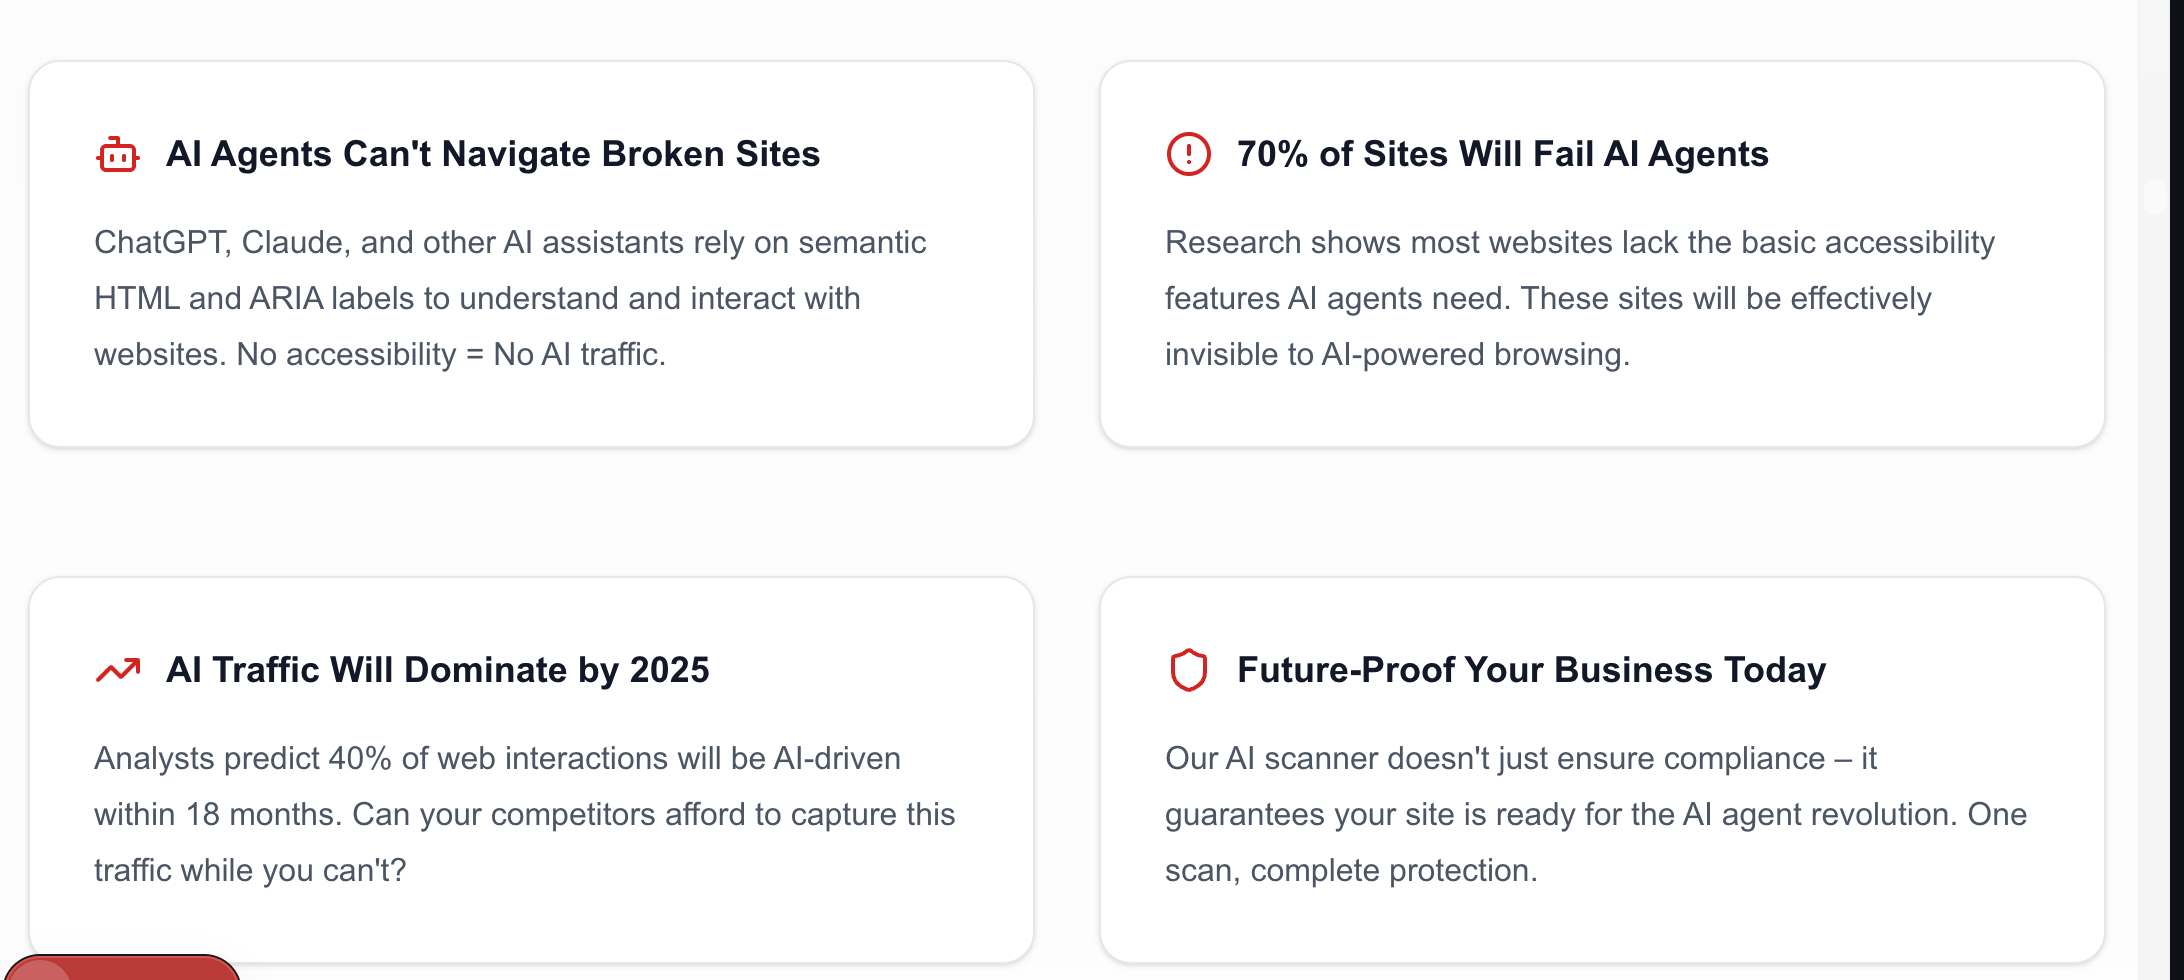 AI Agents Can't Navigate Broken Sites
ChatGPT, Claude, and other AI assistants rely on semantic
HTML and ARIA labels to understand and interact with
websites. No accessibility = No AI traffic.
70% of Sites Will Fail AI Agents
Research shows most websites lack the basic accessibility
features AI agents need. These sites will be effectively
invisible to AI-powered browsing.
AI Traffic Will Dominate by 2025
Analysts predict 40% of web interactions will be AI-driven
within 18 months. Can your competitors afford to capture this
traffic while you can't?
Future-Proof Your Business Today
Our AI scanner doesn't just ensure compliance – it
guarantees your site is ready for the AI agent revolution. One
scan, complete protection.